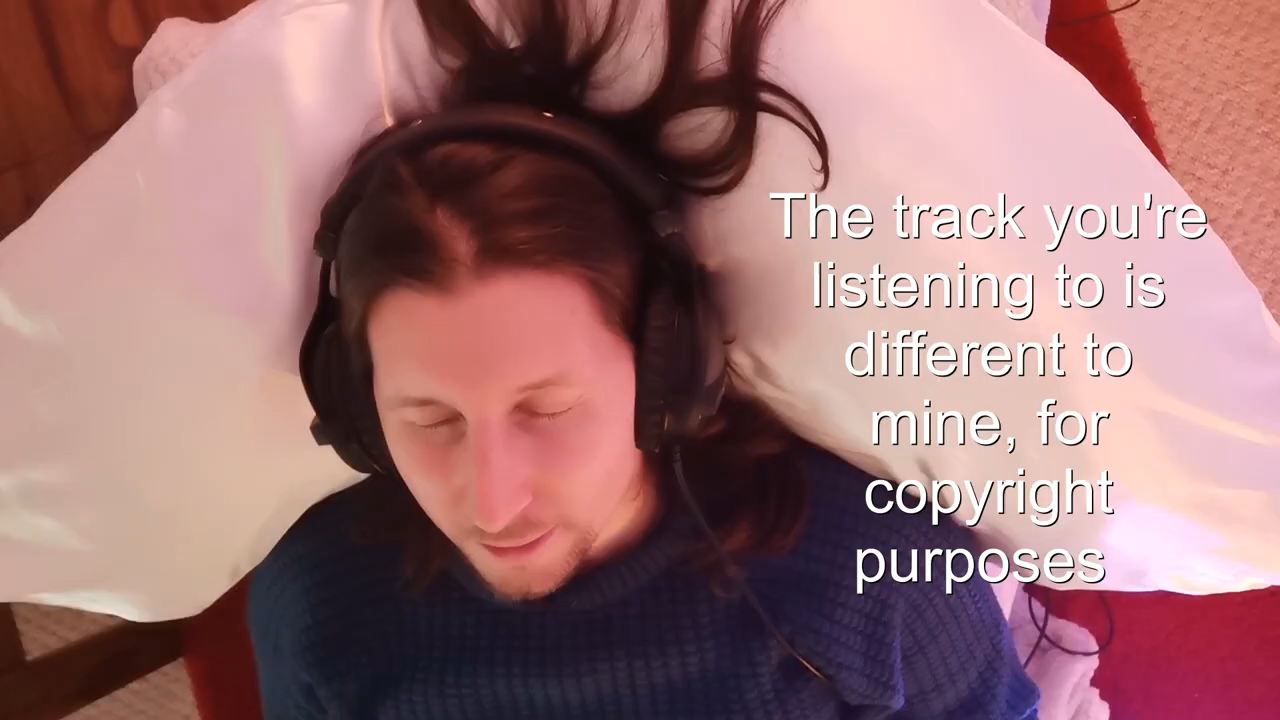 The track you're
listening to is
different to
mine, for
copyright
purposes